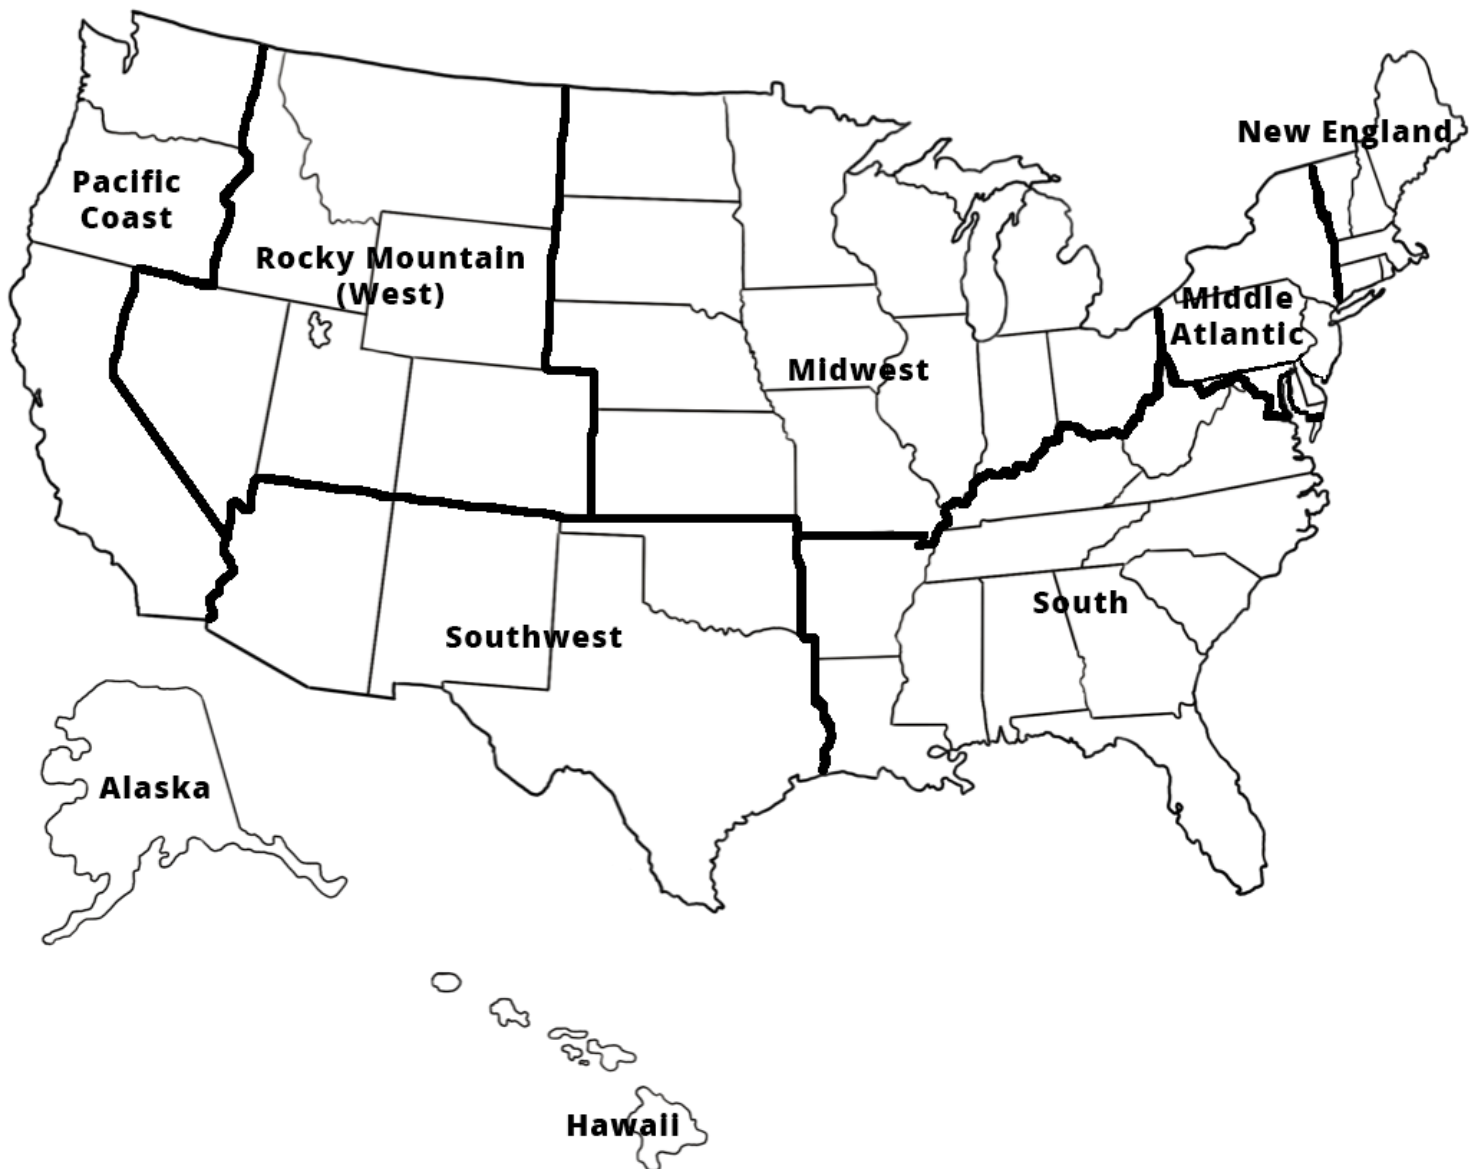 New England
Pacific
Coast
Rocky Mountain
(West)
Middle
Atlantic
Midwest
South
Southwest
Alaska
Hawaii